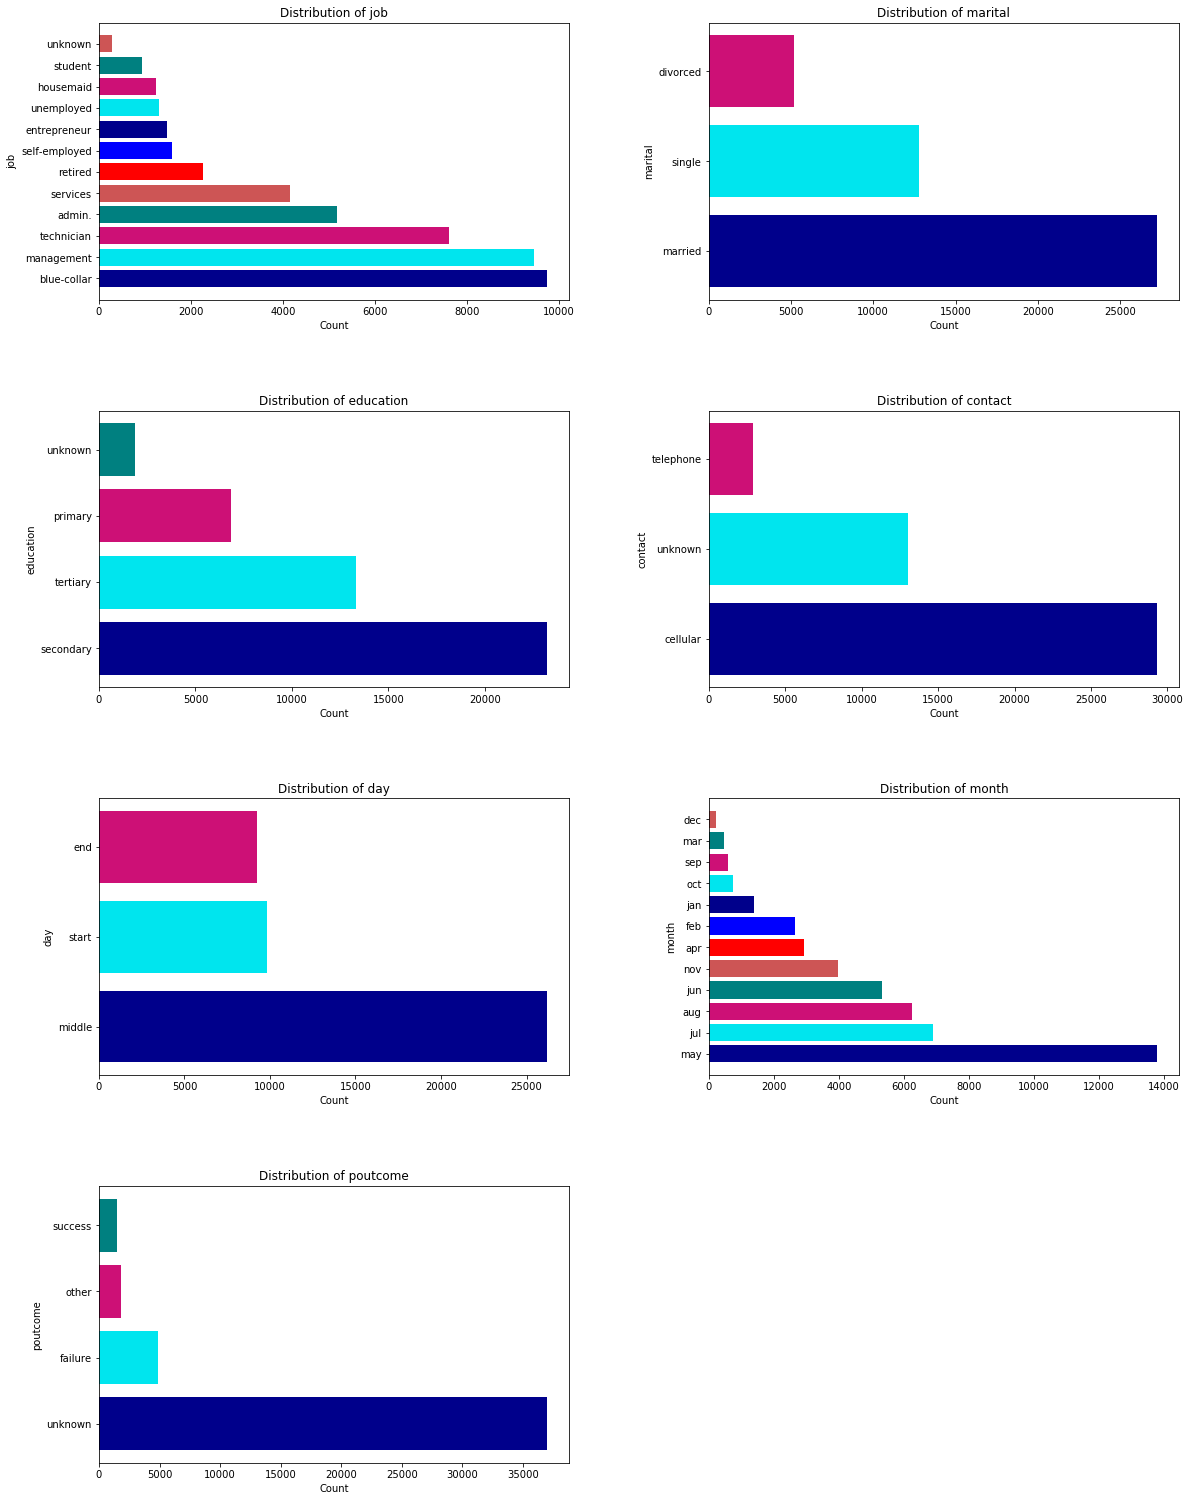 Distribution of job
job
unknown
student
housemaid
unemployed
entrepreneur
self-employed
retired
services
admin.
technician
management
blue-collar
0 2000 4000 6000 8000 10000
Count
Distribution of marital
marital
divorced
single
married
0 5000 10000 15000 20000 25000
Count
Distribution of education
education
unknown
primary
tertiary
secondary
0 5000 10000 15000 20000
Count
Distribution of contact
contact
telephone
unknown
cellular
0 5000 10000 15000 20000 25000 30000
Count
Distribution of day
day
end
start
middle
0 5000 10000 15000 20000 25000
Count
Distribution of month
month
dec
mar
sep
oct
jan
feb
apr
nov
jun
aug
jul
may
0 2000 4000 6000 8000 10000 12000 14000
Count
Distribution of poutcome
poutcome
success
other
failure
unknown
0 5000 10000 15000 20000 25000 30000 35000
Count